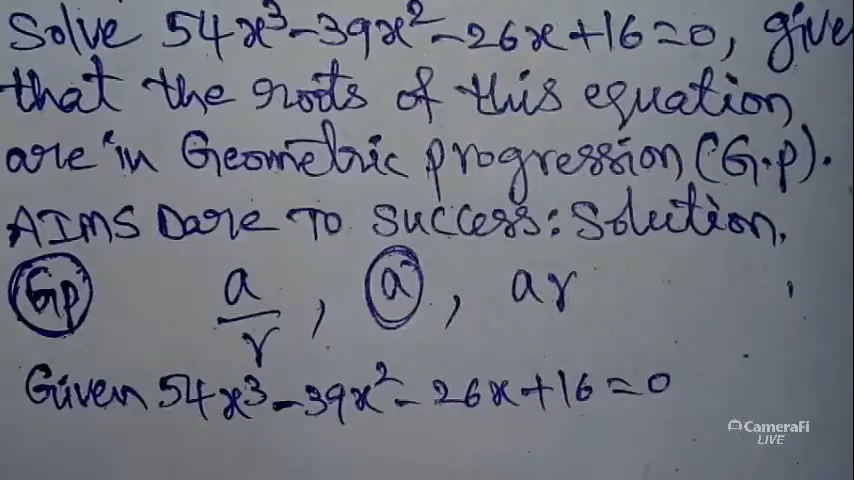 Solve 54x³-39x²-26x+16=0, give
that the roots of this equation
are in Geometric progression (G.p).
AIMS Dare To Success: Solution.
Gp a/r, a, ar
Given 54x³-39x²-26x+16=0
CameraFi
LIVE